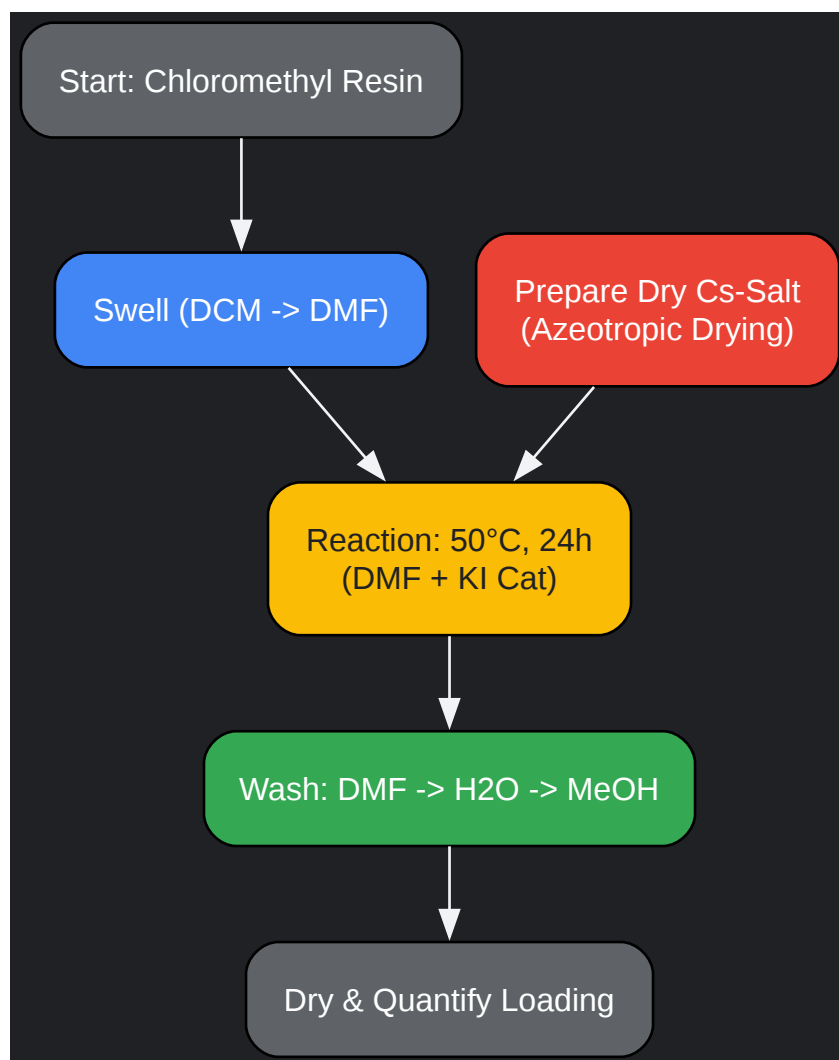 Start: Chloromethyl Resin
Swell (DCM -> DMF)
Prepare Dry Cs-Salt
(Azeotropic Drying)
Reaction: 50°C, 24h
(DMF + KI Cat)
Wash: DMF -> H2O -> MeOH
Dry & Quantify Loading